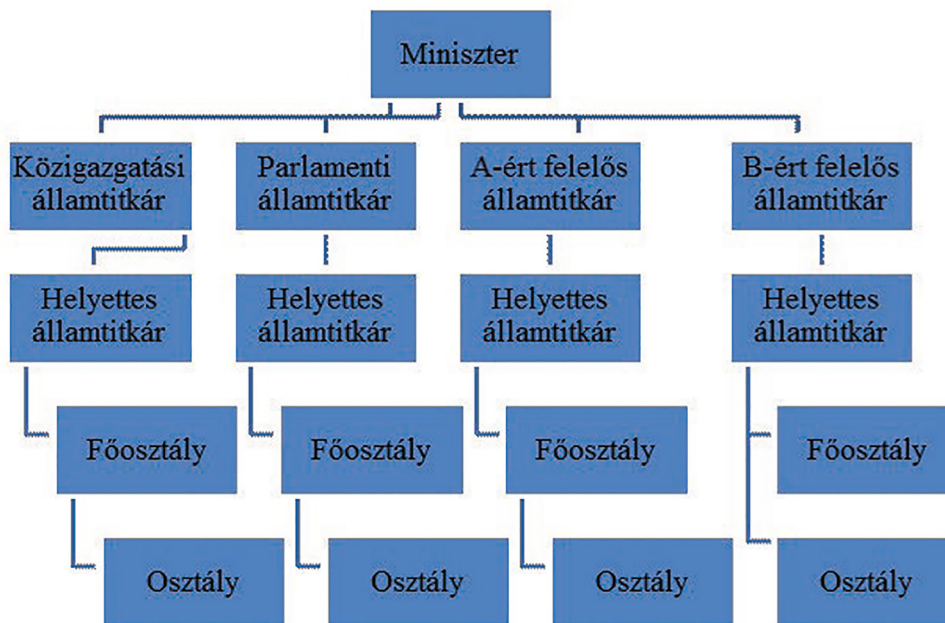 Miniszter
Közigazgatási
államtitkár
Parlamenti
államtitkár
A-ért felelős
államtitkár
B-ért felelős
államtitkár
Helyettes
államtitkár
Helyettes
államtitkár
Helyettes
államtitkár
Helyettes
államtitkár
Főosztály
Főosztály
Főosztály
Főosztály
Osztály
Osztály
Osztály
Osztály